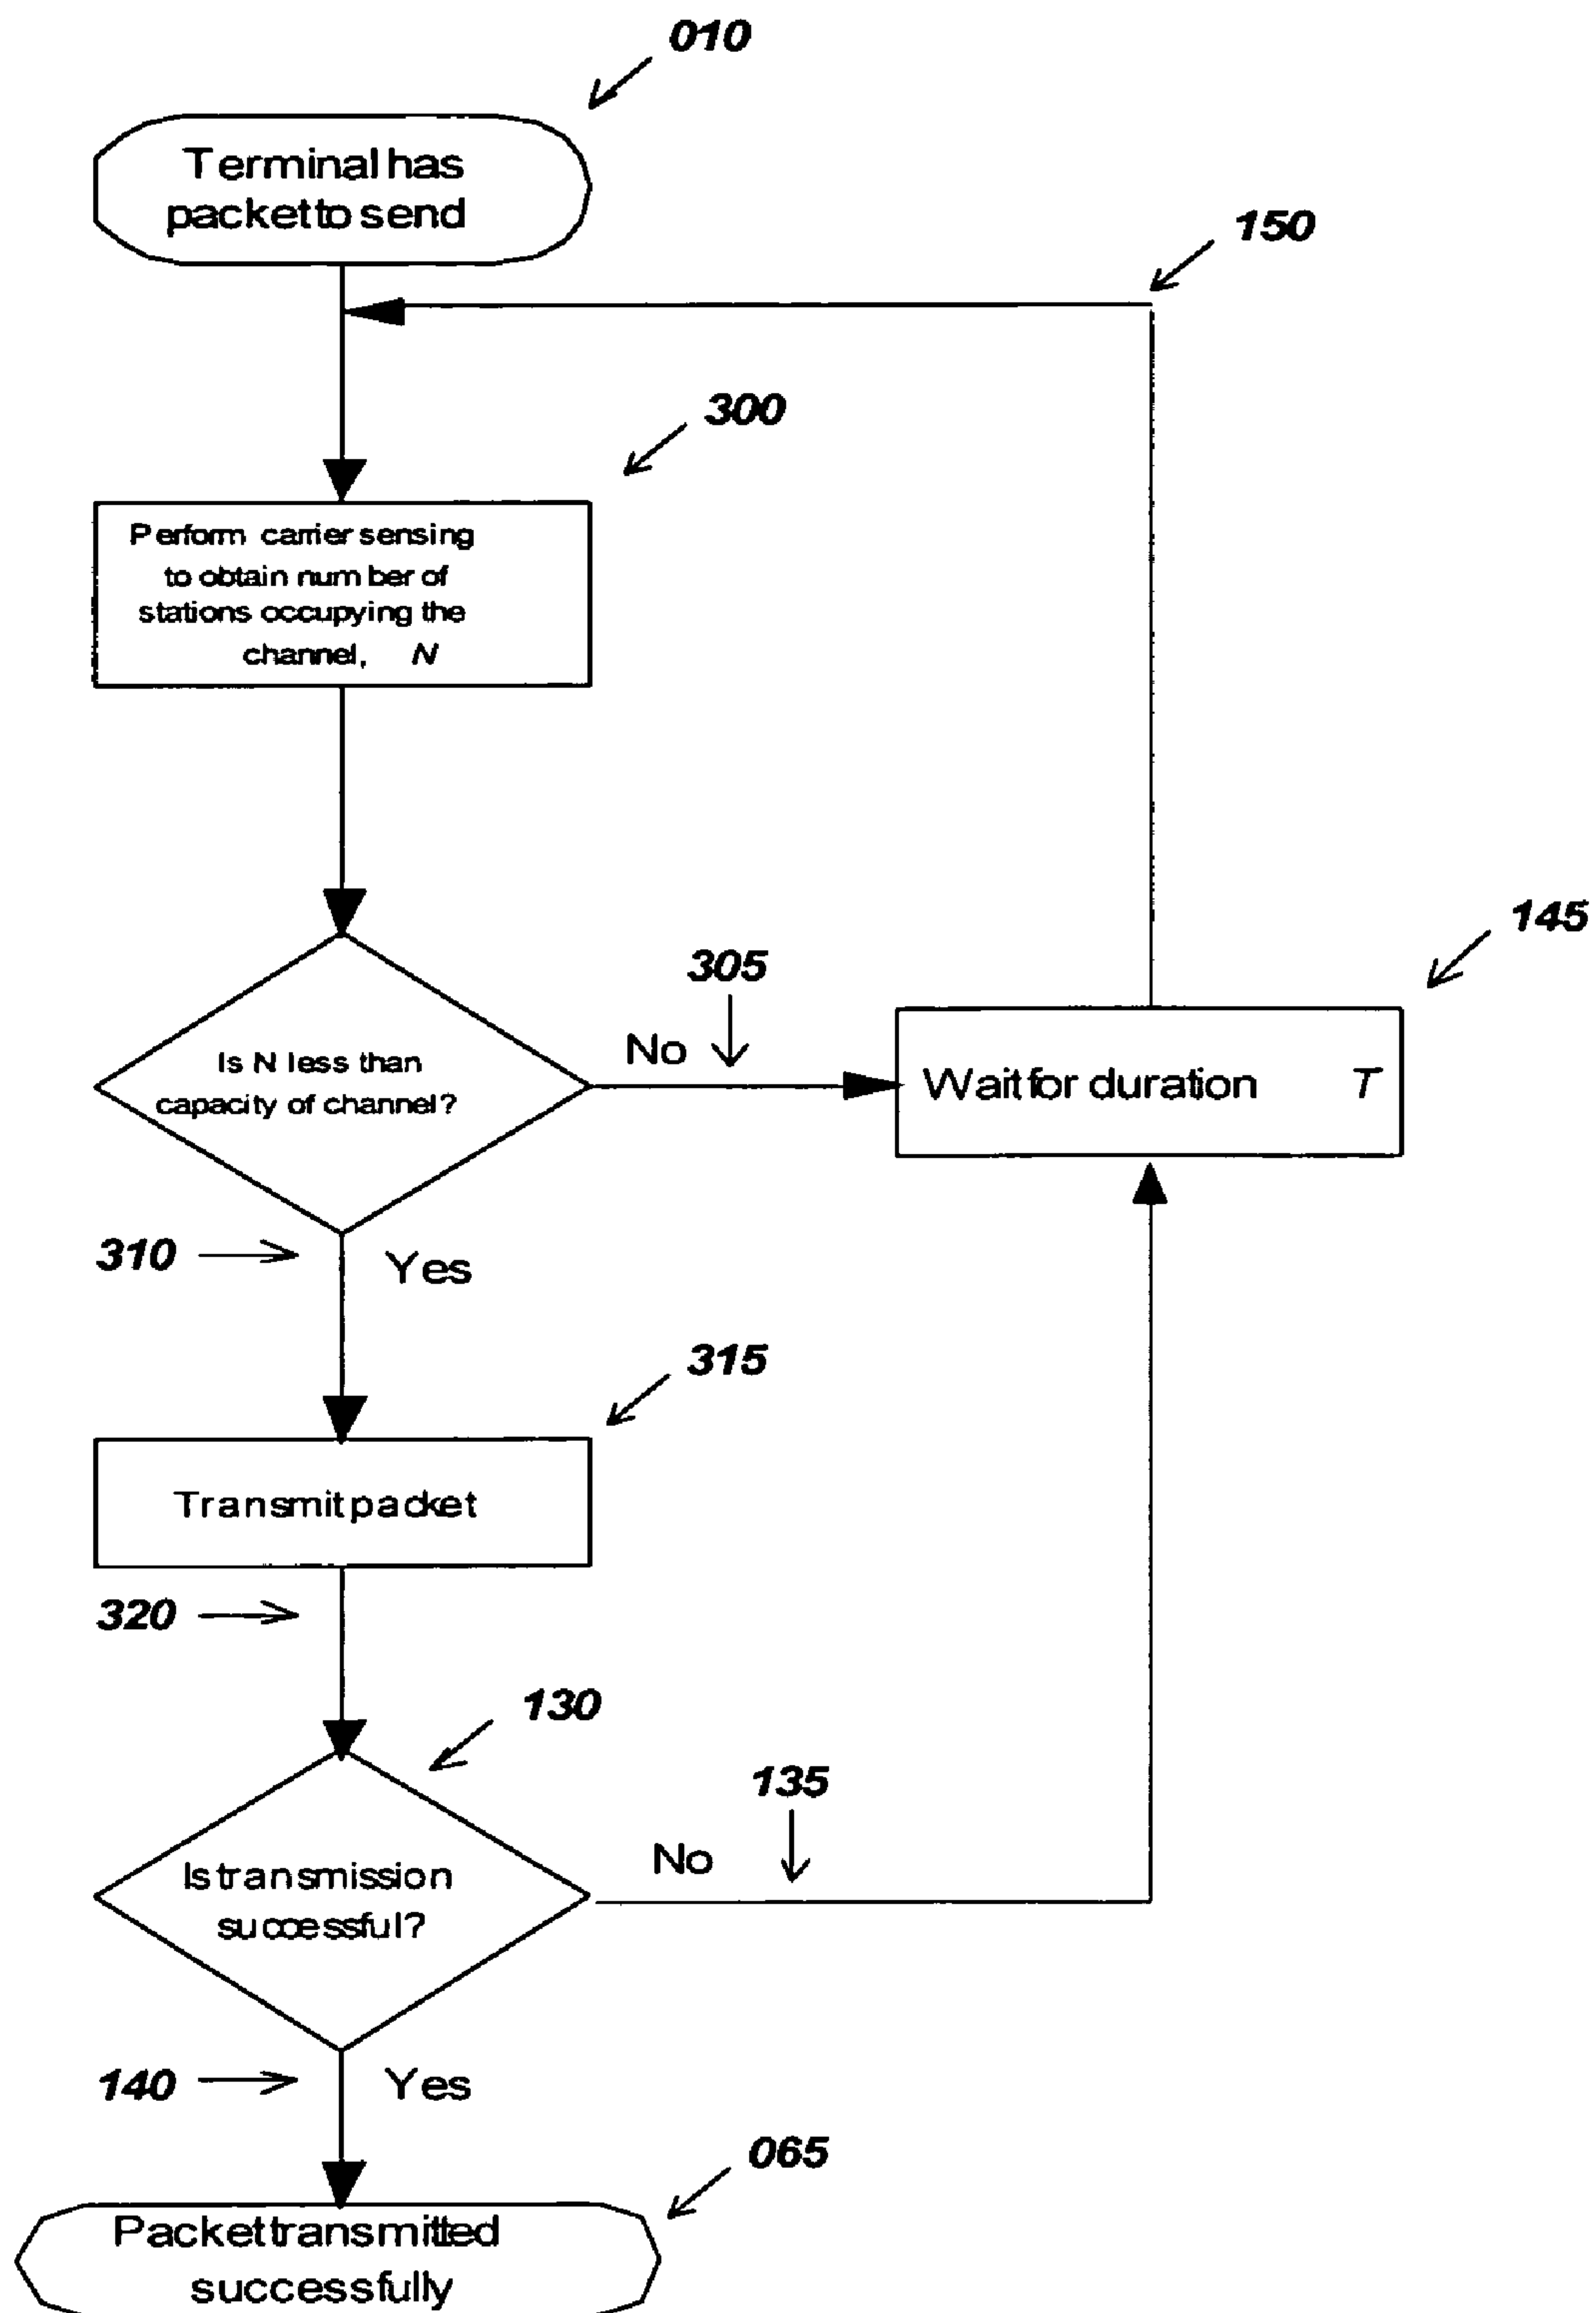 010
Terminal has
packet to send
150
300
Perform carrier sensing
to obtain number of
stations occupying the
channel, N
145
305
Is N less than
capacity of channel?
No
Wait for duration T
310
Yes
315
Transmit packet
320
130
135
Is transmission
successful?
No
140
Yes
065
Packet transmitted
successfully